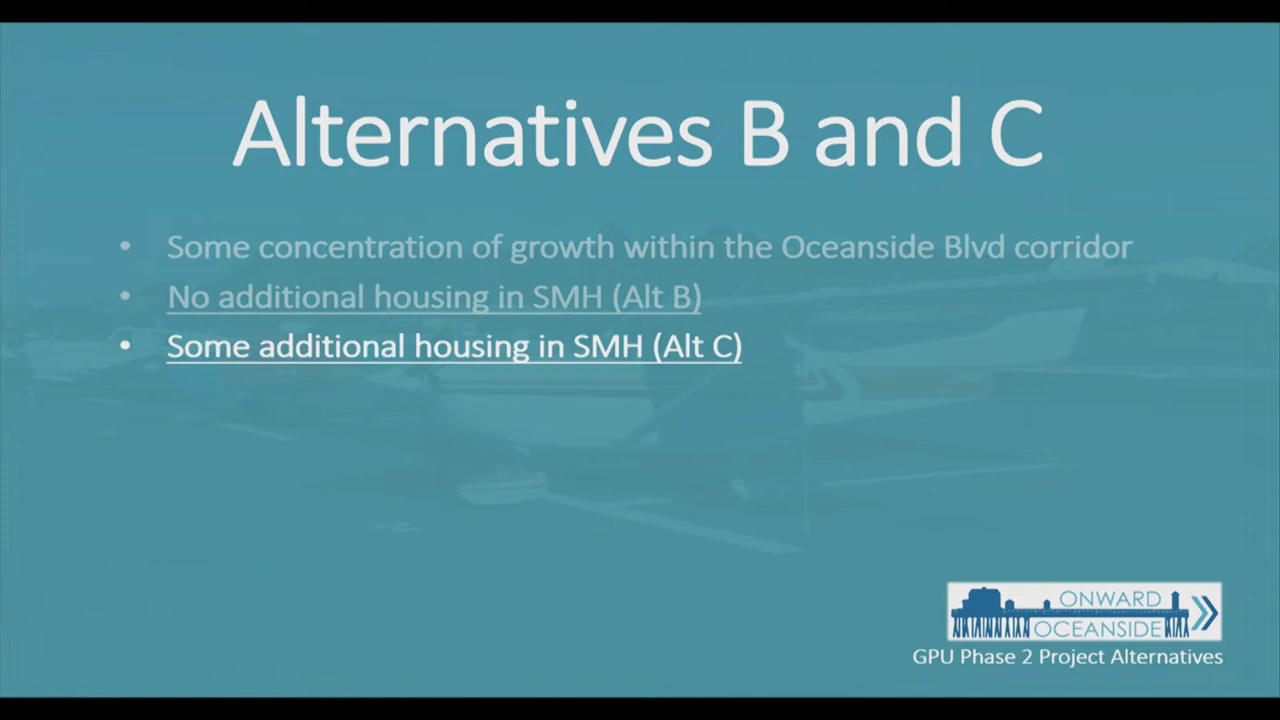 Alternatives B and C
• Some concentration of growth within the Oceanside Blvd corridor
• No additional housing in SMH (Alt B)
• Some additional housing in SMH (Alt C)
ONWARD
OCEANSIDE
GPU Phase 2 Project Alternatives